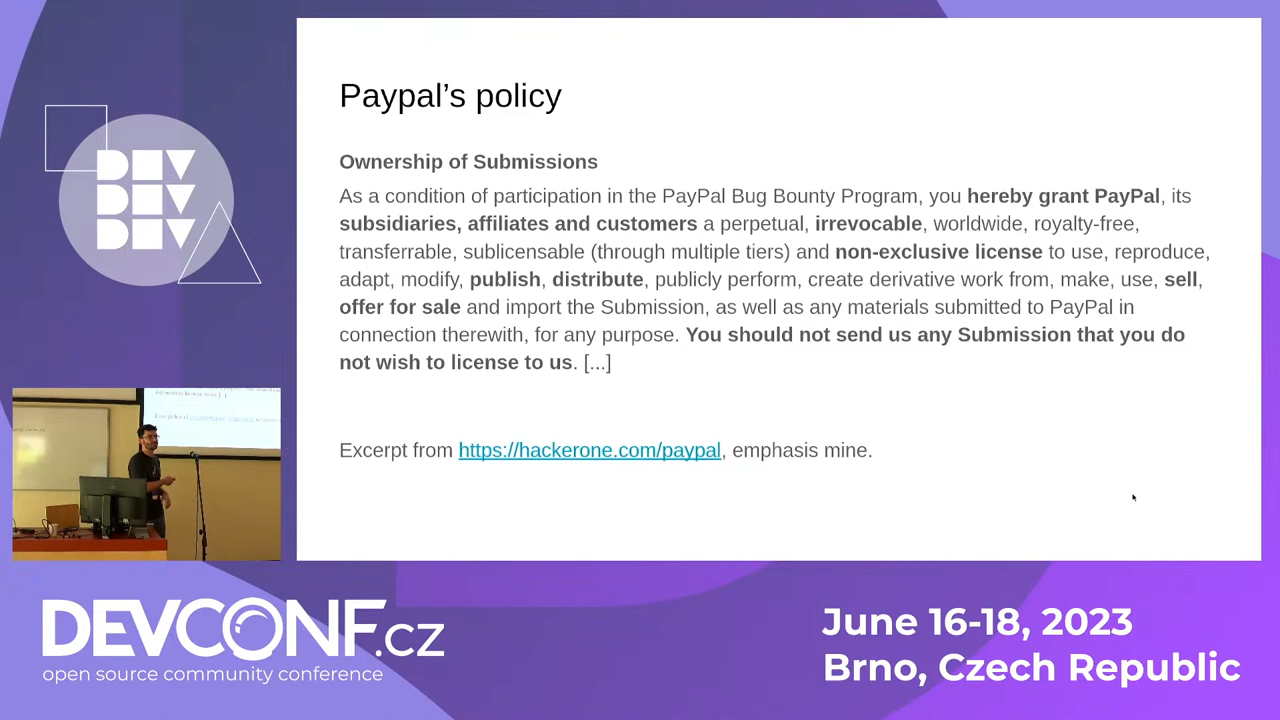 Paypal’s policy
Ownership of Submissions
As a condition of participation in the PayPal Bug Bounty Program, you hereby grant PayPal, its
subsidiaries, affiliates and customers a perpetual, irrevocable, worldwide, royalty-free,
transferrable, sublicensable (through multiple tiers) and non-exclusive license to use, reproduce,
adapt, modify, publish, distribute, publicly perform, create derivative work from, make, use, sell,
offer for sale and import the Submission, as well as any materials submitted to PayPal in
connection therewith, for any purpose. You should not send us any Submission that you do
not wish to license to us. [...]
Excerpt from https://hackerone.com/paypal, emphasis mine.
DEV
DEV
DEV
DEVCONF.cz
open source community conference
June 16-18, 2023
Brno, Czech Republic